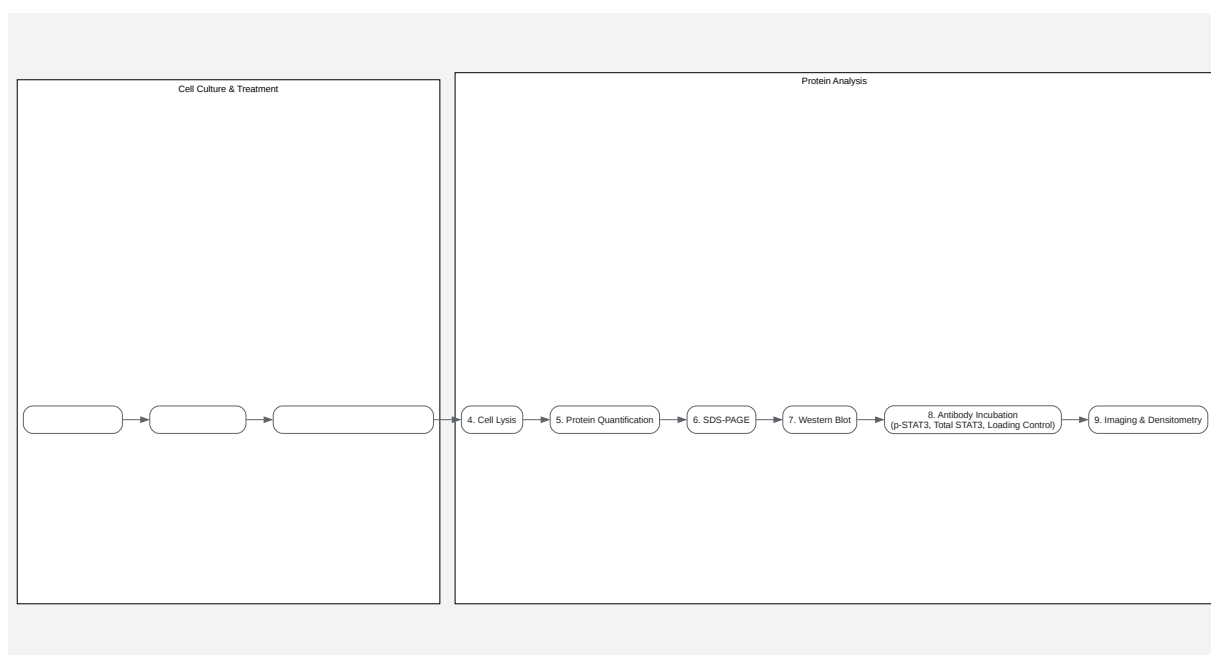 Cell Culture & Treatment
Protein Analysis
4. Cell Lysis
5. Protein Quantification
6. SDS-PAGE
7. Western Blot
8. Antibody Incubation
(p-STAT3, Total STAT3, Loading Control)
9. Imaging & Densitometry